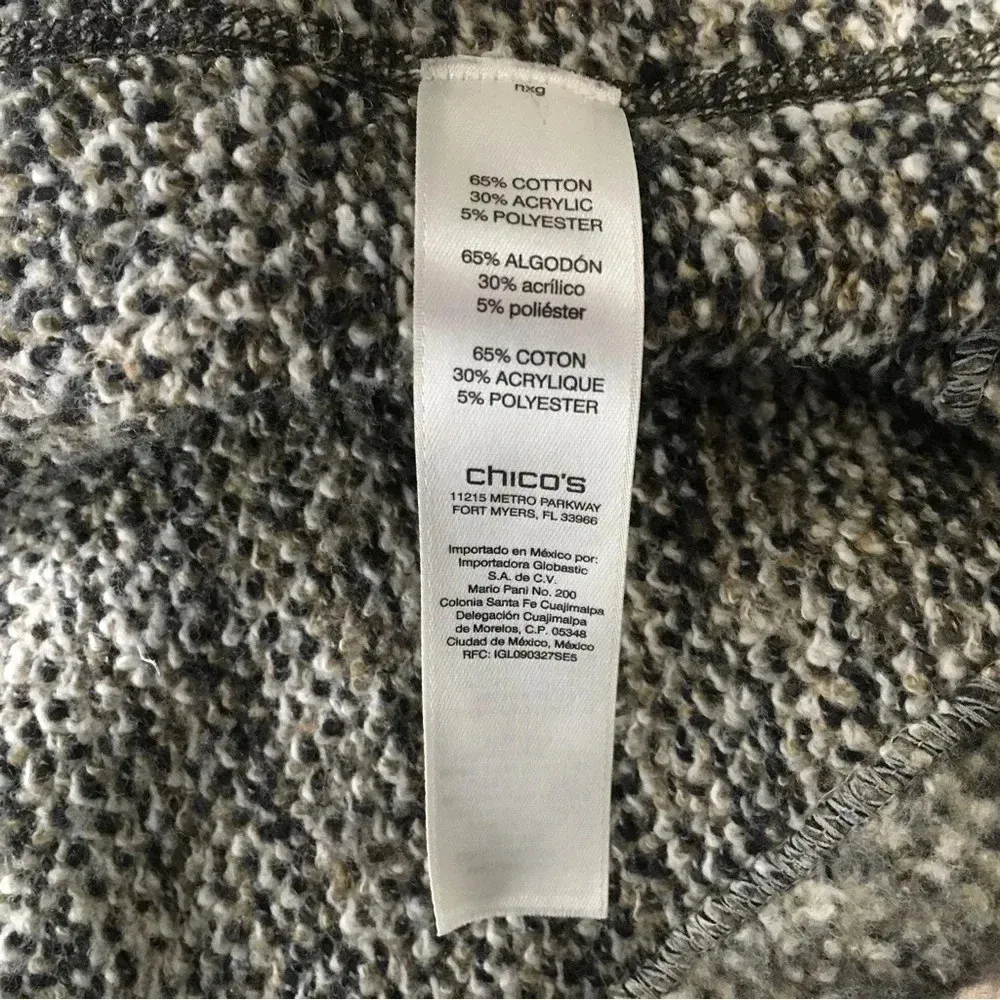 nxg
65% COTTON
30% ACRYLIC
5% POLYESTER
65% ALGODÓN
30% acrílico
5% poliéster
65% COTON
30% ACRYLIQUE
5% POLYESTER
chico's
11215 METRO PARKWAY
FORT MYERS, FL 33966
Importado en México por:
Importadora Globastic
S.A. de C.V.
Mario Pani No. 200
Colonia Santa Fe Cuajimalpa
Delegación Cuajimalpa
de Morelos, C.P. 05348
Ciudad de México, México
RFC: IGL090327SE5